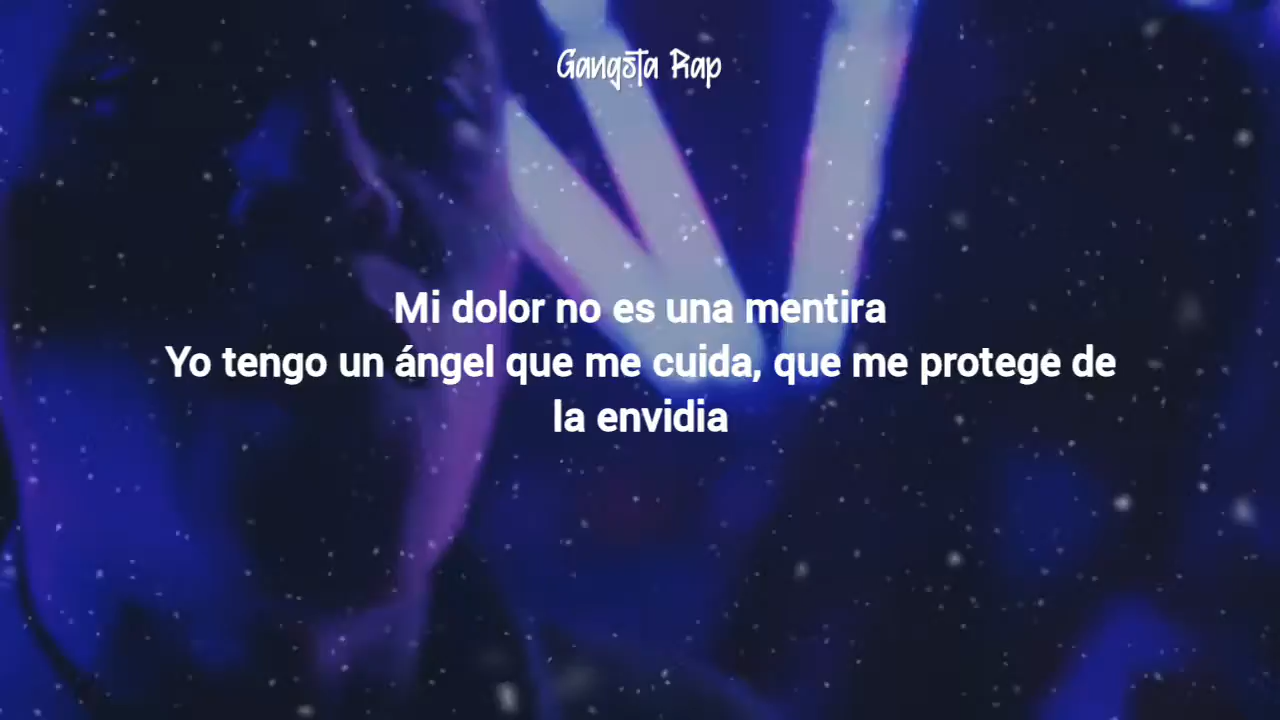 Gangsta Rap
Mi dolor no es una mentira
Yo tengo un ángel que me cuida, que me protege de
la envidia